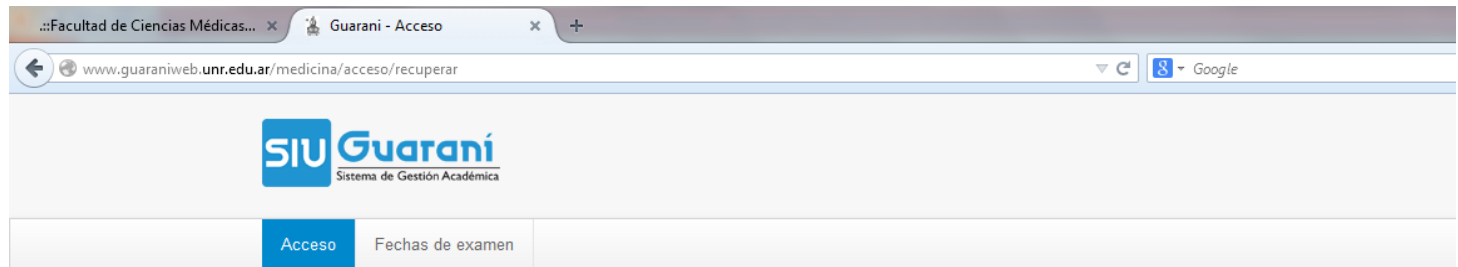 .::Facultad de Ciencias Médicas...
Guarani - Acceso
www.guaraniweb.unr.edu.ar/medicina/acceso/recuperar
Google
SIU Guaraní
Sistema de Gestión Académica
Acceso
Fechas de examen